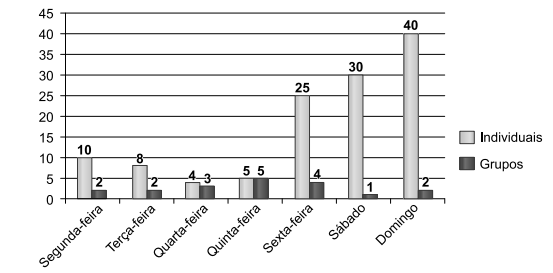 45
40
35
30
25
20
15
10
5
0
10
2
8
2
4
3
5
5
25
4
30
1
40
2
Segunda-feira
Terça-feira
Quarta-feira
Quinta-feira
Sexta-feira
Sábado
Domingo
Individuais
Grupos